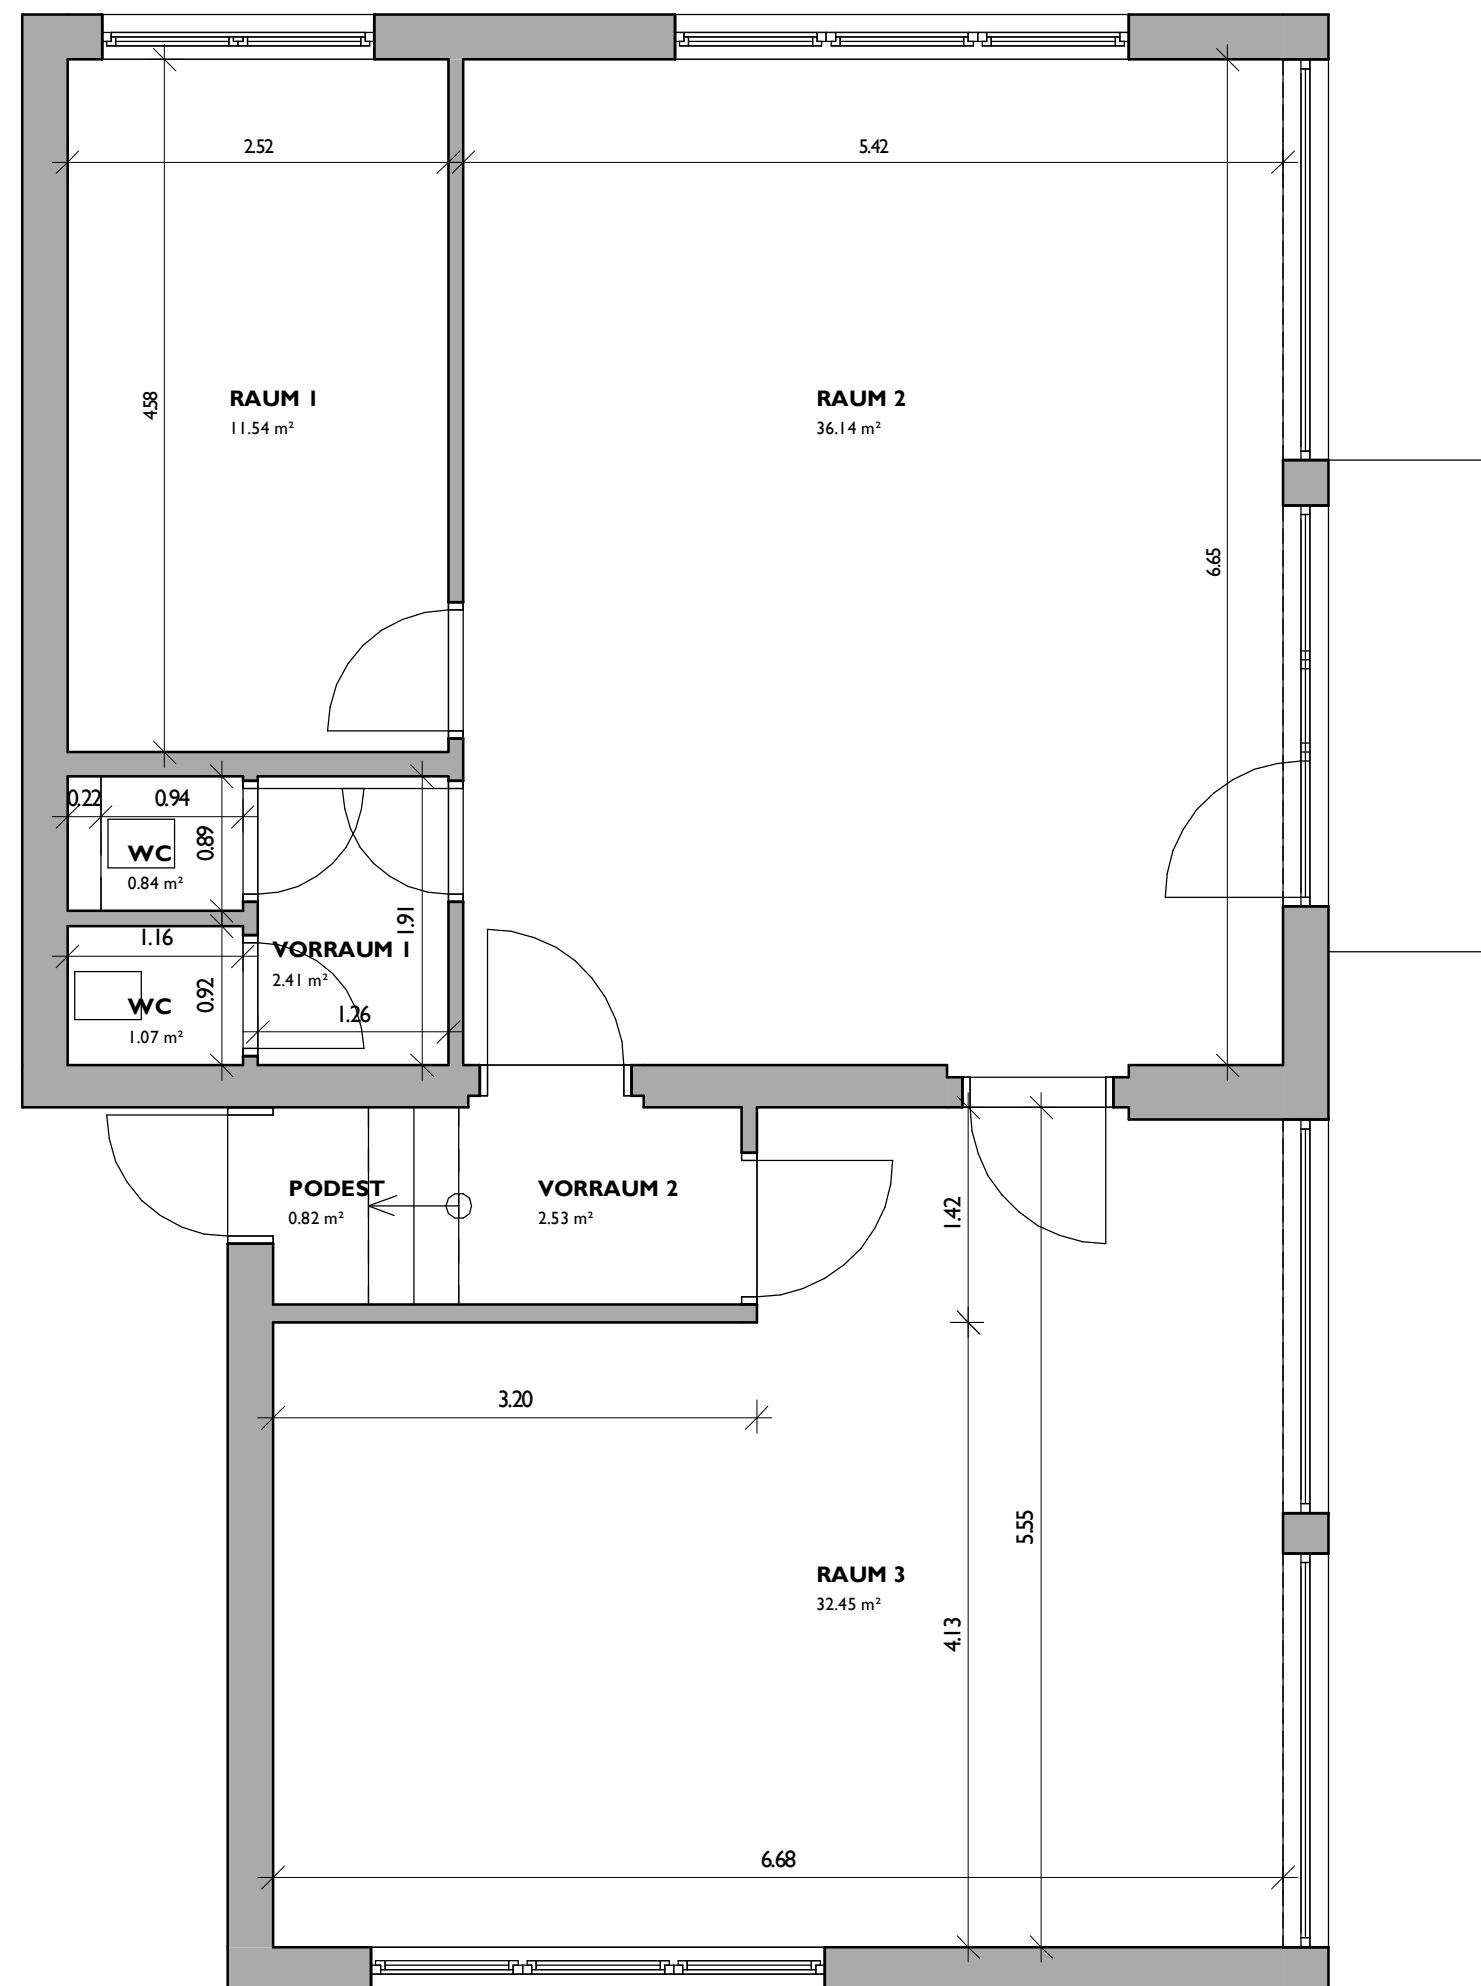 2.52
5.42
RAUM 1
11.54 m²
4.58
RAUM 2
36.14 m²
6.65
0.22
0.94
0.89
WC
0.84 m²
1.16
0.92
WC
1.07 m²
1.91
VORRAUM 1
2.41 m²
1.26
PODEST
0.82 m²
VORRAUM 2
2.53 m²
1.42
3.20
5.55
RAUM 3
32.45 m²
4.13
6.68